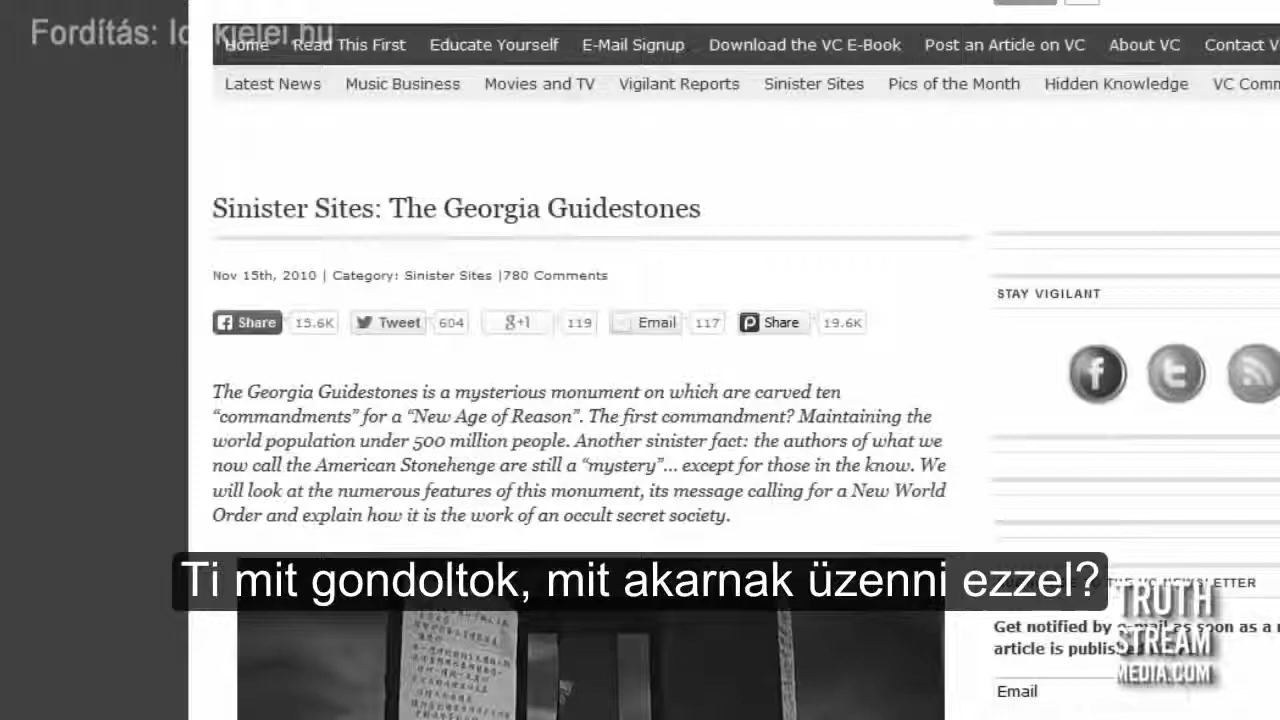 Fordítás:
Home Read This First Educate Yourself E-Mail Signup Download the VC E-Book Post an Article on VC About VC Contact V
Latest News Music Business Movies and TV Vigilant Reports Sinister Sites Pics of the Month Hidden Knowledge VC Comm
Sinister Sites: The Georgia Guidestones
Nov 15th, 2010 | Category: Sinister Sites |780 Comments
STAY VIGILANT
Share 15.6K Tweet 604 g+1 119 Email 117 Share 19.6K
The Georgia Guidestones is a mysterious monument on which are carved ten
“commandments” for a “New Age of Reason”. The first commandment? Maintaining the
world population under 500 million people. Another sinister fact: the authors of what we
now call the American Stonehenge are still a “mystery”… except for those in the know. We
will look at the numerous features of this monument, its message calling for a New World
Order and explain how it is the work of an occult secret society.
Ti mit gondoltok, mit akarnak üzenni ezzel?
Get notified by e-mail as soon as a
article is
Email
TRUTH
STREAM
MEDIA.COM